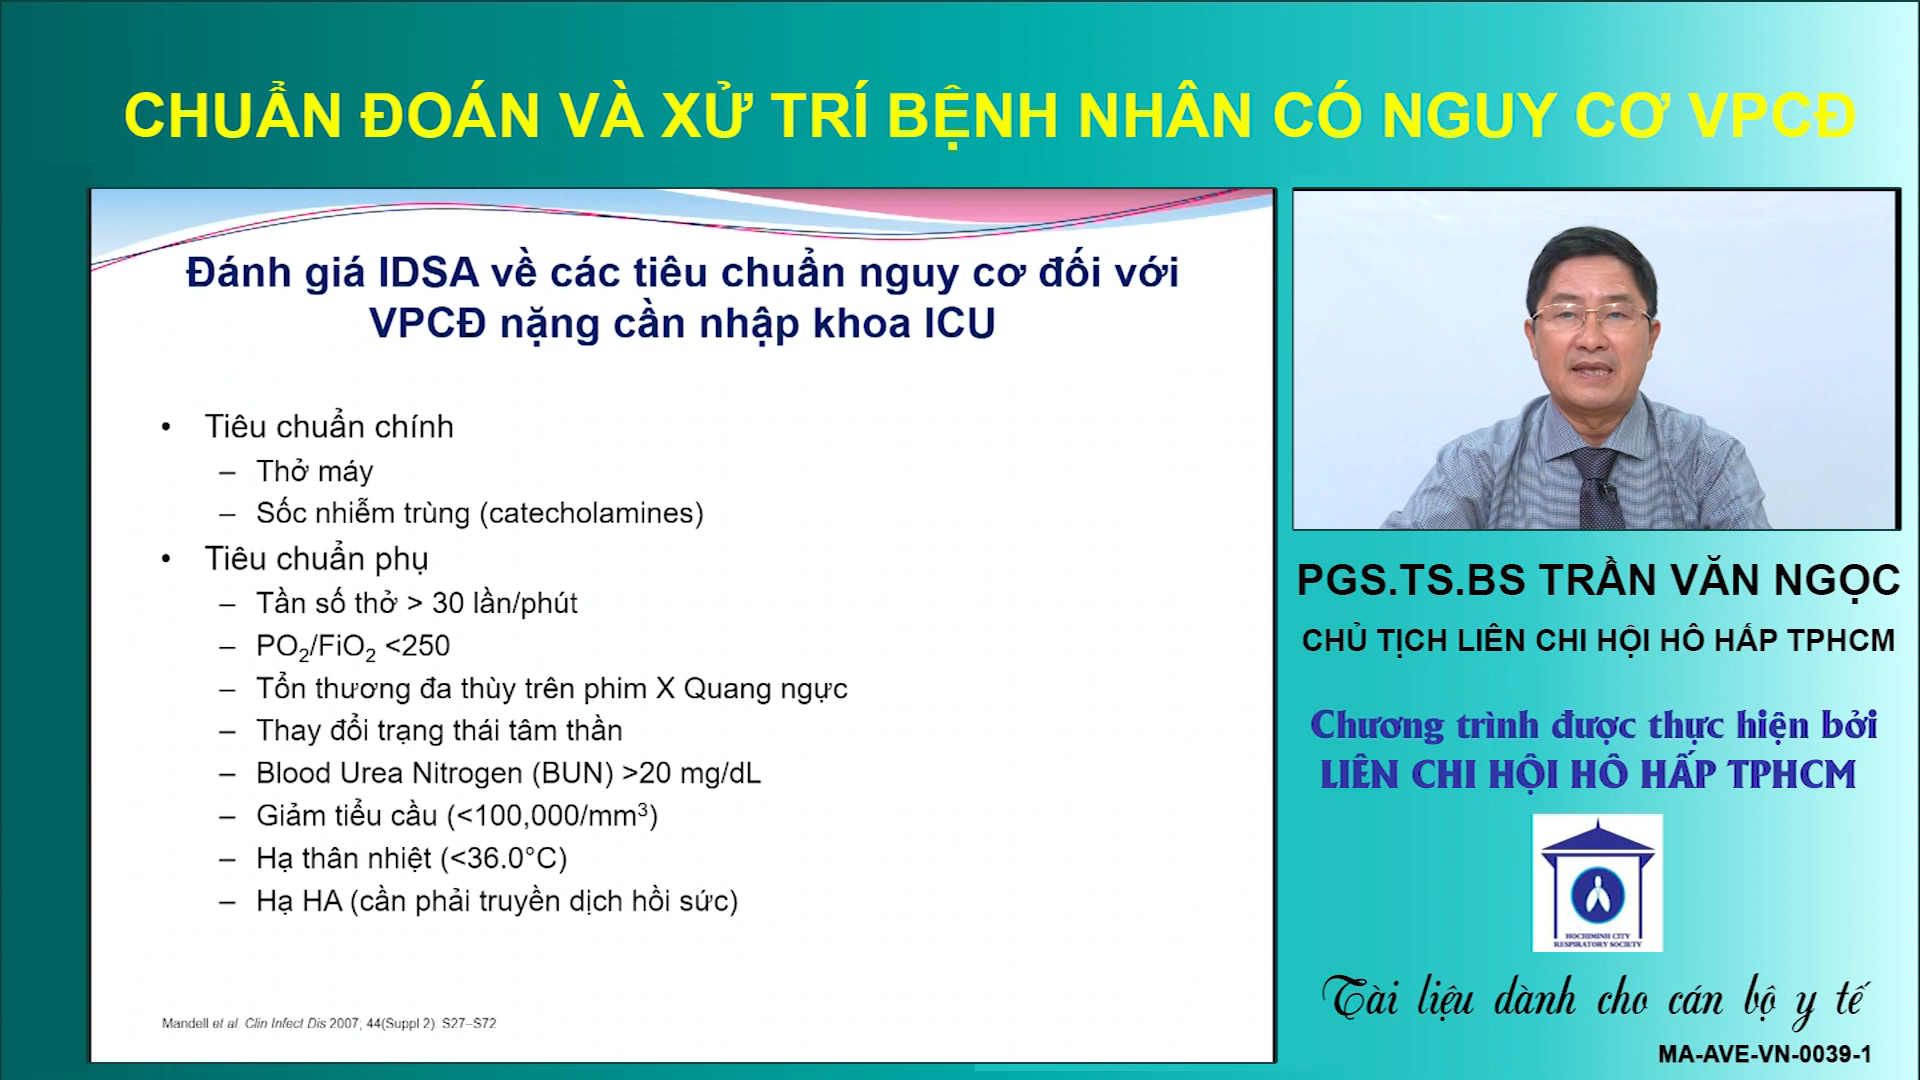 CHUẨN ĐOÁN VÀ XỬ TRÍ BỆNH NHÂN CÓ NGUY CƠ VPCĐ
Đánh giá IDSA về các tiêu chuẩn nguy cơ đối với
VPCĐ nặng cần nhập khoa ICU
• Tiêu chuẩn chính
– Thở máy
– Sốc nhiễm trùng (catecholamines)
• Tiêu chuẩn phụ
– Tần số thở > 30 lần/phút
– PO₂/FiO₂ <250
– Tổn thương đa thùy trên phim X Quang ngực
– Thay đổi trạng thái tâm thần
– Blood Urea Nitrogen (BUN) >20 mg/dL
– Giảm tiểu cầu (<100,000/mm³)
– Hạ thân nhiệt (<36.0°C)
– Hạ HA (cần phải truyền dịch hồi sức)
Mandell et al. Clin Infect Dis 2007; 44(Suppl 2): S27–S72
PGS.TS.BS TRẦN VĂN NGỌC
CHỦ TỊCH LIÊN CHI HỘI HÔ HẤP TPHCM
Chương trình được thực hiện bởi
LIÊN CHI HỘI HÔ HẤP TPHCM
HOCHIMINH CITY
RESPIRATORY SOCIETY
Tài liệu dành cho cán bộ y tế
MA-AVE-VN-0039-1